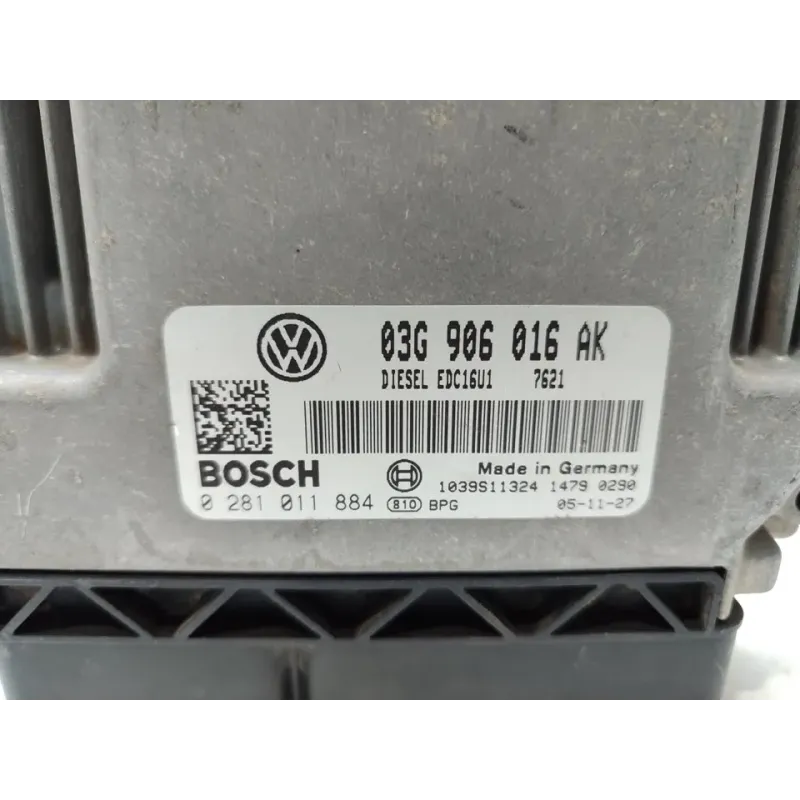 03G 906 016 AK
DIESEL EDC16U1 7621
BOSCH
Made in Germany
1039S11324 1479 0290
0 281 011 884 810 BPG 05-11-27